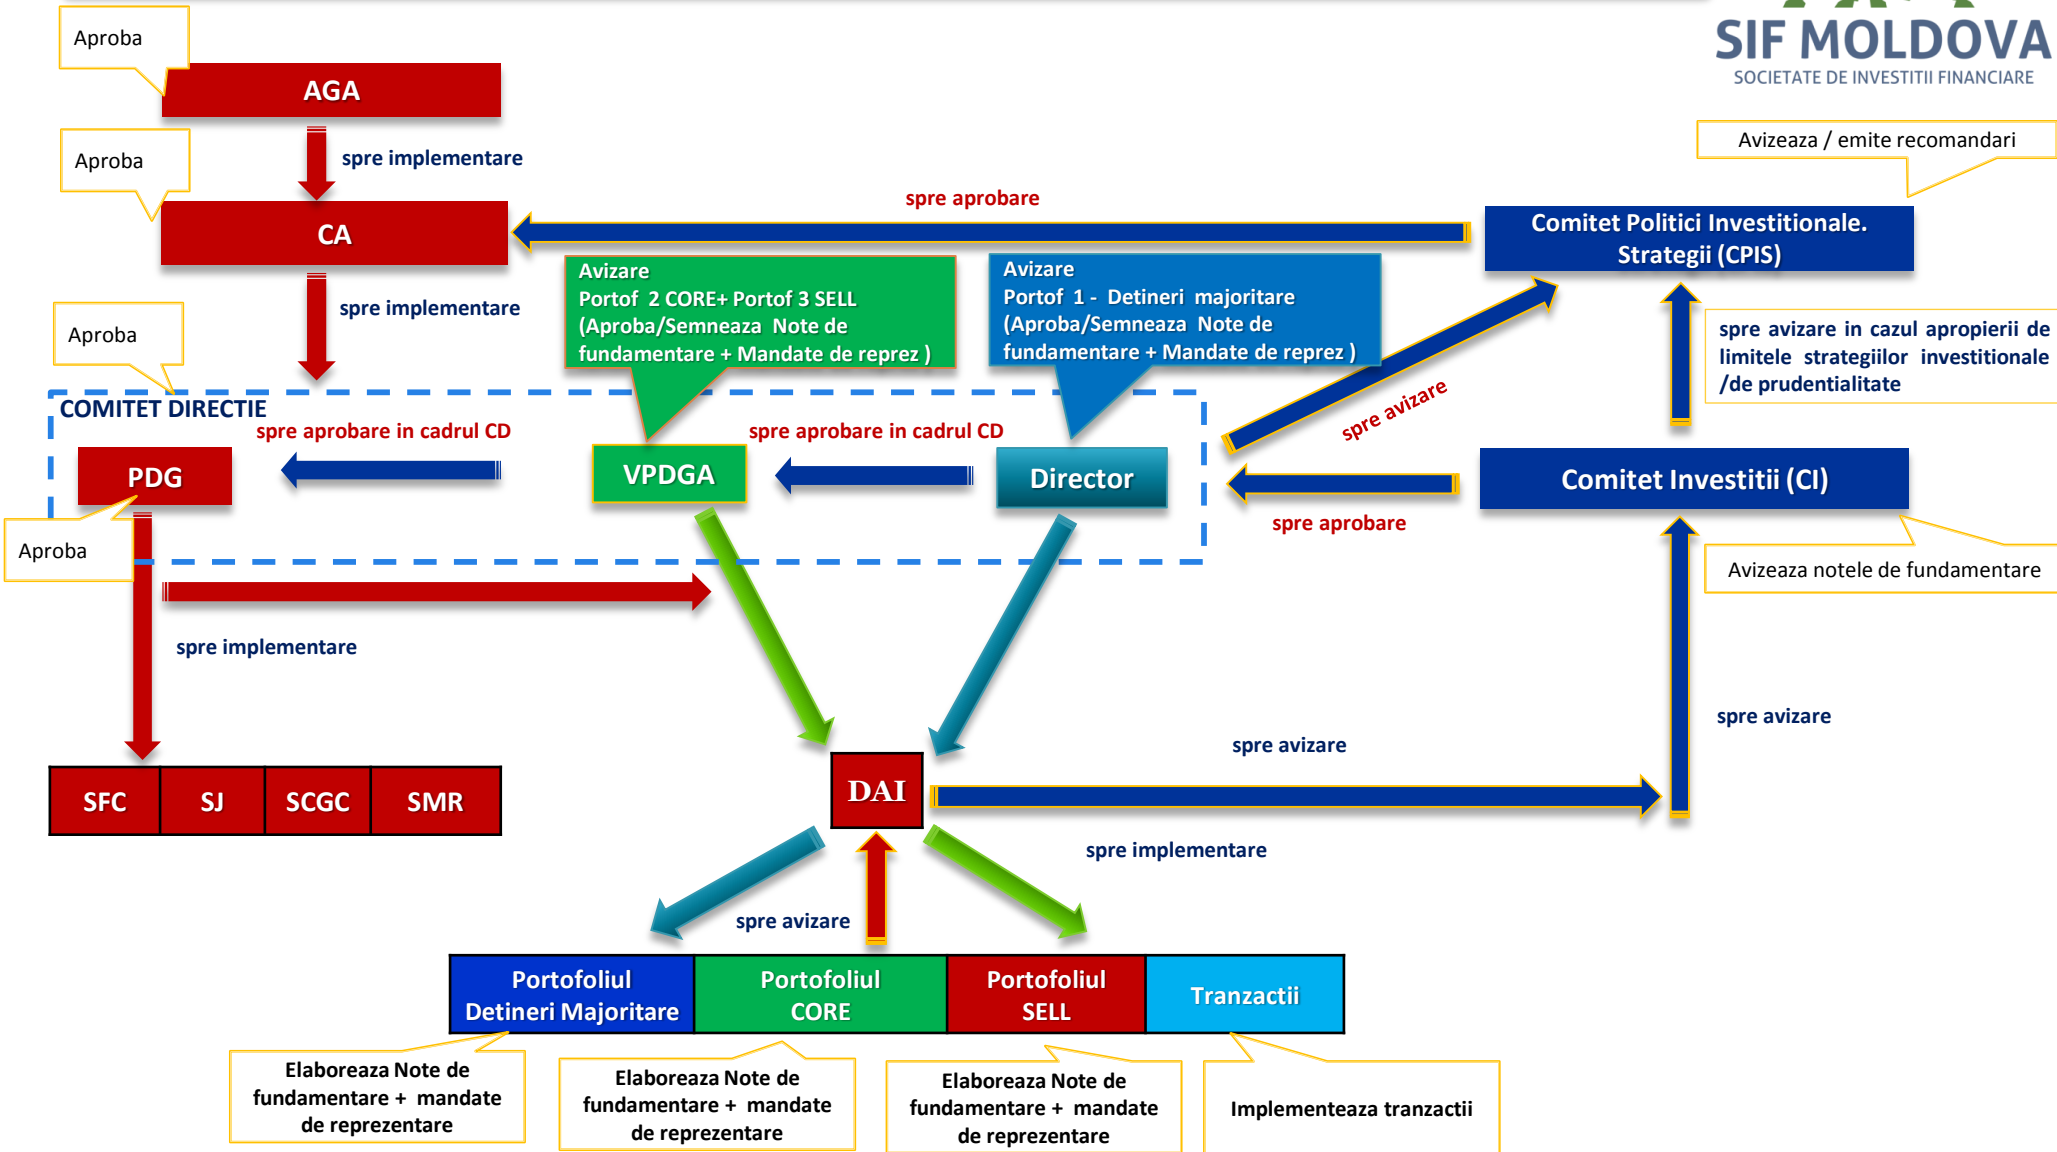 Aproba
SIF MOLDOVA
SOCIETATE DE INVESTITII FINANCIARE
AGA
Aproba
spre implementare
Avizeaza / emite recomandari
spre aprobare
CA
Comitet Politici Investitionale.
Strategii (CPIS)
Avizare
Portof 2 CORE+ Portof 3 SELL
(Aproba/Semneaza Note de
fundamentare + Mandate de reprez )
Avizare
Portof 1 - Detineri majoritare
(Aproba/Semneaza Note de
fundamentare + Mandate de reprez )
spre implementare
Aproba
spre avizare in cazul apropierii de
limitele strategiilor investitionale
/de prudentialitate
COMITET DIRECTIE
spre aprobare in cadrul CD
spre aprobare in cadrul CD
spre avizare
PDG
VPDGA
Director
Comitet Investitii (CI)
spre aprobare
Aproba
Avizeaza notele de fundamentare
spre implementare
spre avizare
spre avizare
SFC
SJ
SCGC
SMR
DAI
spre implementare
spre avizare
Portofoliul
Detineri Majoritare
Portofoliul
CORE
Portofoliul
SELL
Tranzactii
Elaboreaza Note de
fundamentare + mandate
de reprezentare
Elaboreaza Note de
fundamentare + mandate
de reprezentare
Elaboreaza Note de
fundamentare + mandate
de reprezentare
Implementeaza tranzactii